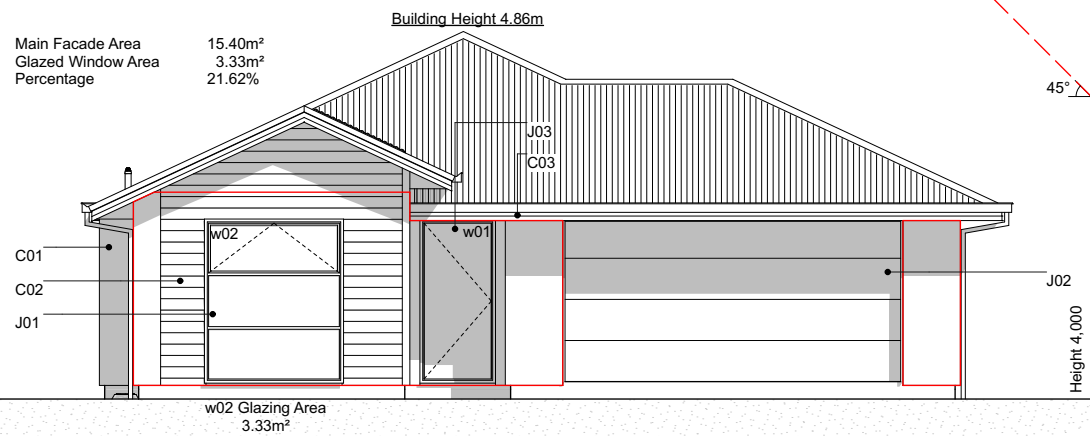 Building Height 4.86m
Main Facade Area 15.40m²
Glazed Window Area 3.33m²
Percentage 21.62%
45°
J03
C03
w02
w01
C01
C02
J01
J02
Height 4,000
w02 Glazing Area
3.33m²